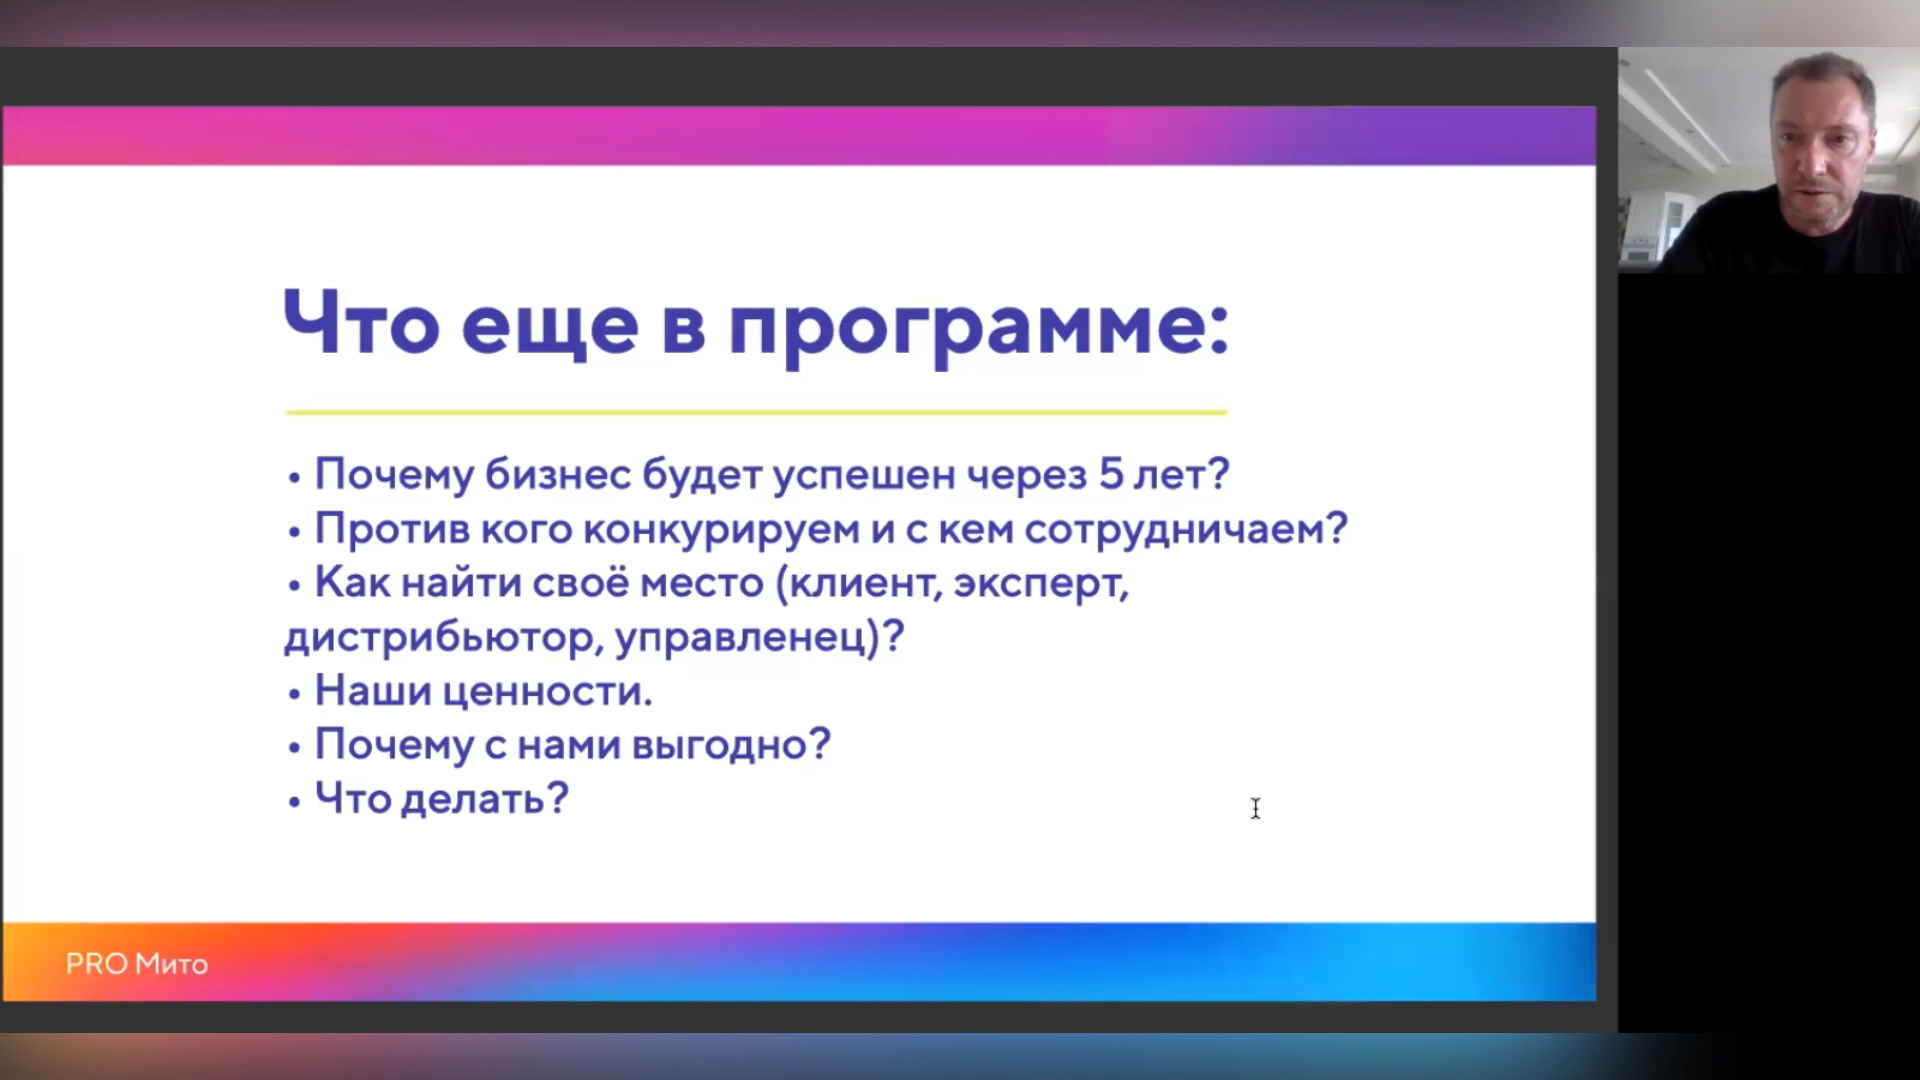 Что еще в программе:
• Почему бизнес будет успешен через 5 лет?
• Против кого конкурируем и с кем сотрудничаем?
• Как найти своё место (клиент, эксперт,
дистрибьютор, управленец)?
• Наши ценности.
• Почему с нами выгодно?
• Что делать?
PRO Мито